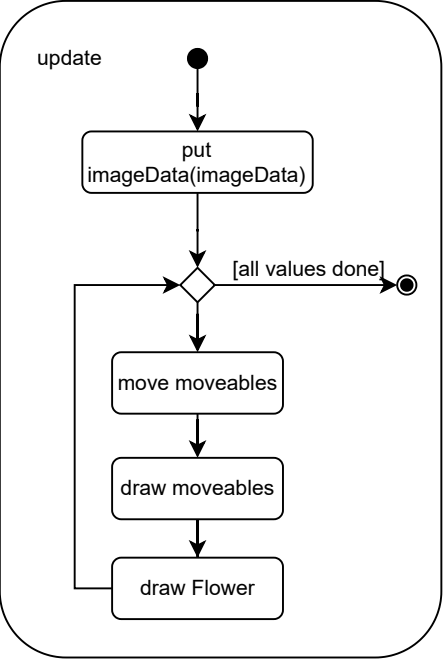 update
put
imageData(imageData)
[all values done]
move moveables
draw moveables
draw Flower